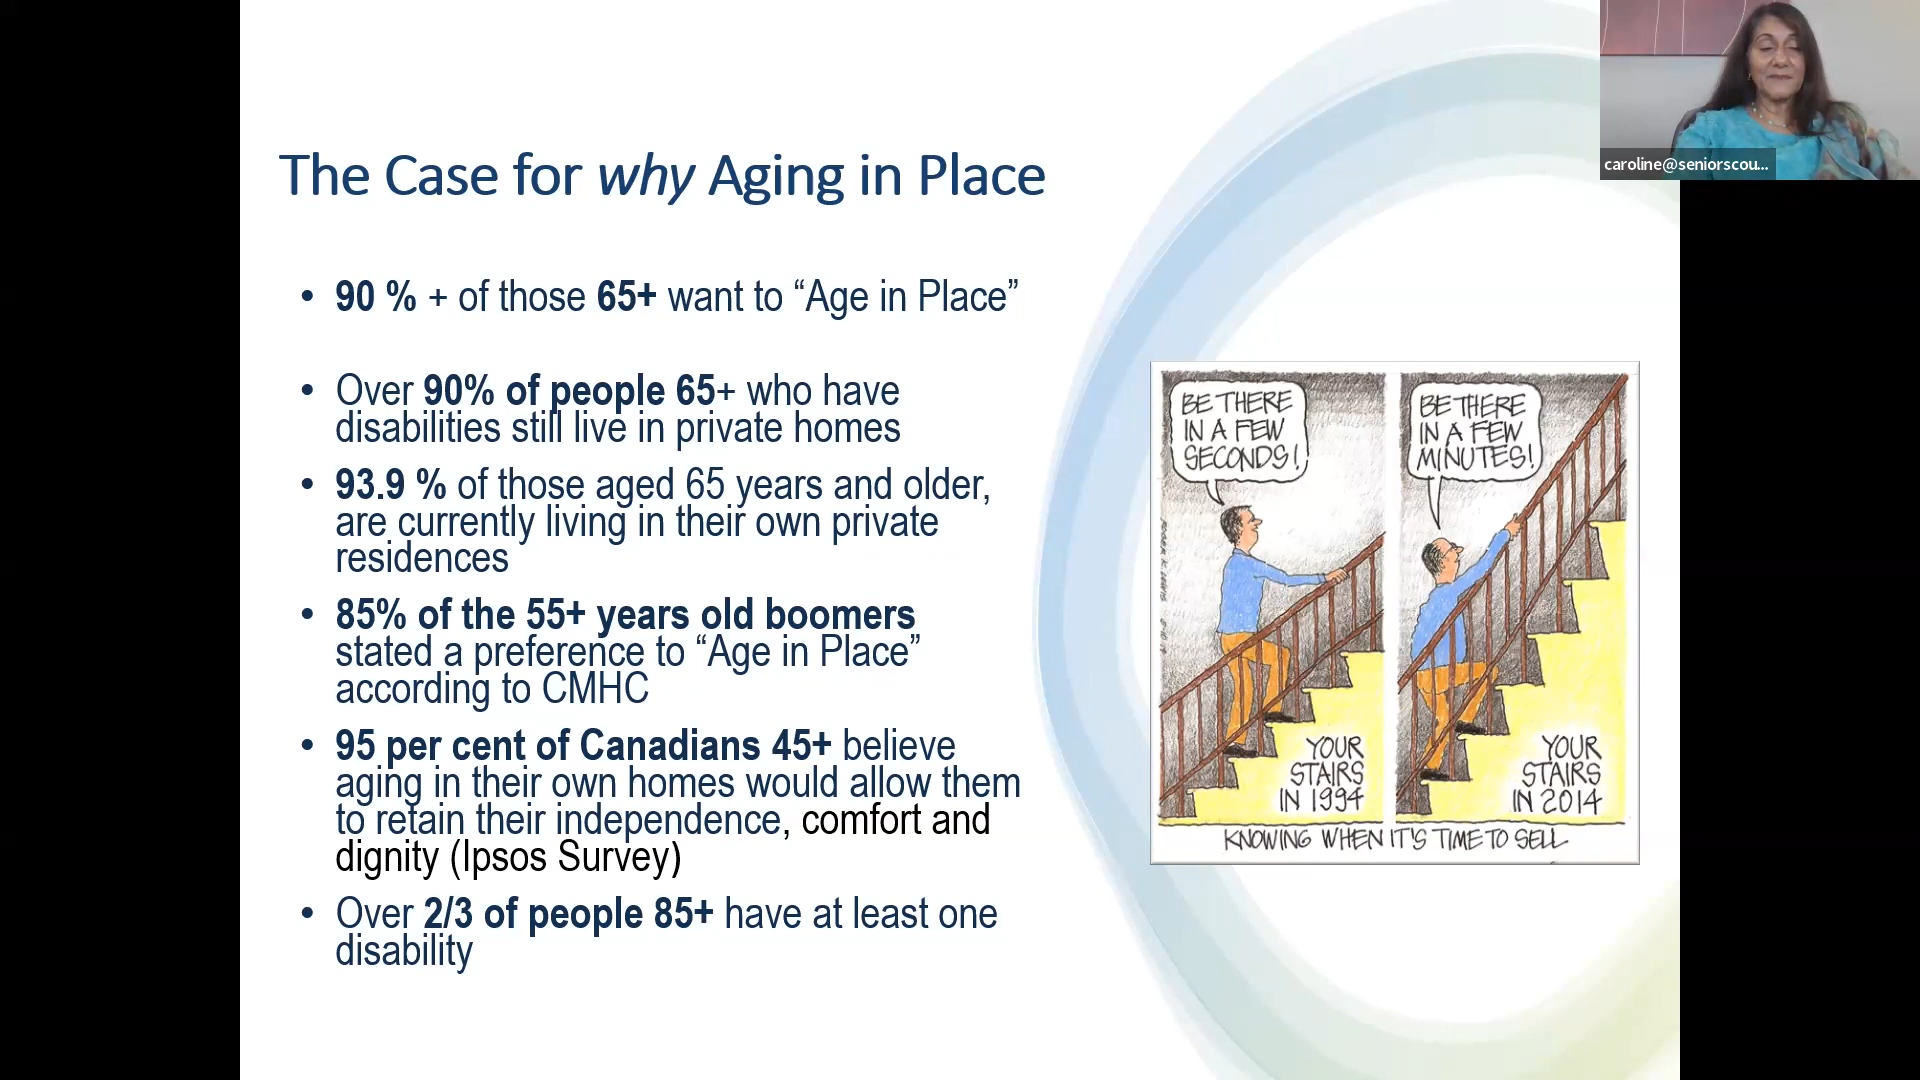 caroline@seniorscou...
The Case for why Aging in Place
• 90 % + of those 65+ want to “Age in Place”
• Over 90% of people 65+ who have
disabilities still live in private homes
• 93.9 % of those aged 65 years and older,
are currently living in their own private
residences
• 85% of the 55+ years old boomers
stated a preference to “Age in Place”
according to CMHC
• 95 per cent of Canadians 45+ believe
aging in their own homes would allow them
to retain their independence, comfort and
dignity (Ipsos Survey)
• Over 2/3 of people 85+ have at least one
disability
BE THERE
IN A FEW
SECONDS!
BE THERE
IN A FEW
MINUTES!
YOUR
STAIRS
IN 1994
YOUR
STAIRS
IN 2014
KNOWING WHEN IT'S TIME TO SELL